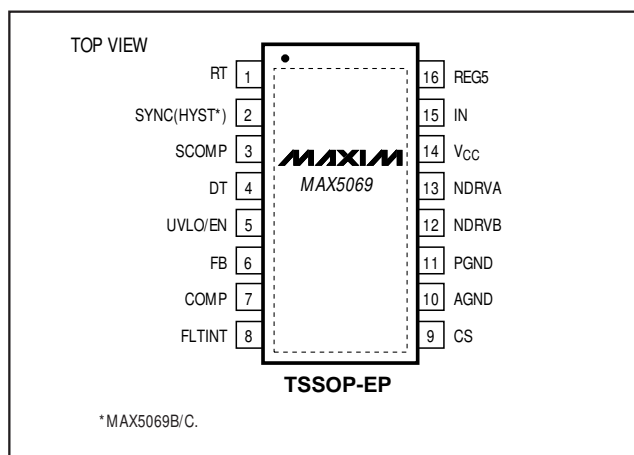 TOP VIEW
RT 1
SYNC(HYST*) 2
SCOMP 3
DT 4
UVLO/EN 5
FB 6
COMP 7
FLTINT 8
MAXIM
MAX5069
16 REG5
15 IN
14 VCC
13 NDRVA
12 NDRVB
11 PGND
10 AGND
9 CS
TSSOP-EP
*MAX5069B/C.